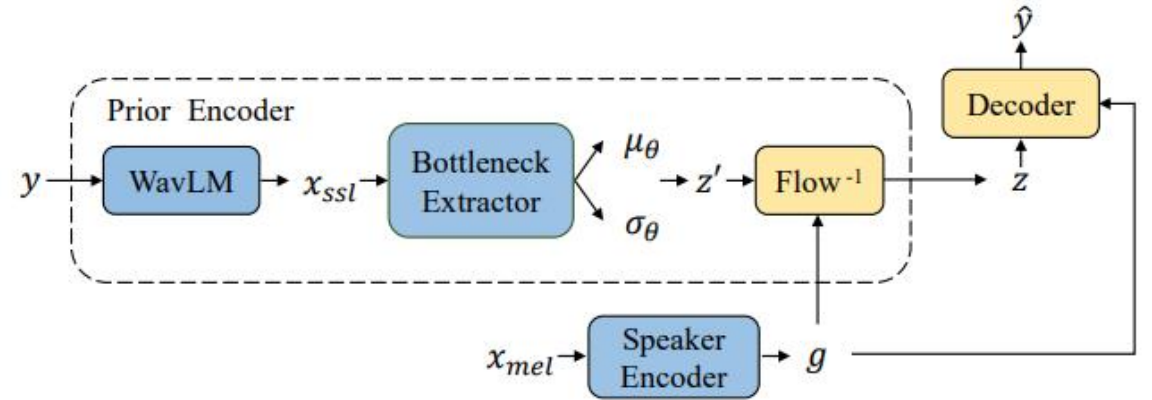 ŷ
Prior Encoder
Decoder
y
WavLM
x_ssl
Bottleneck
Extractor
μ_θ
σ_θ
z′
Flow⁻¹
z
x_mel
Speaker
Encoder
g